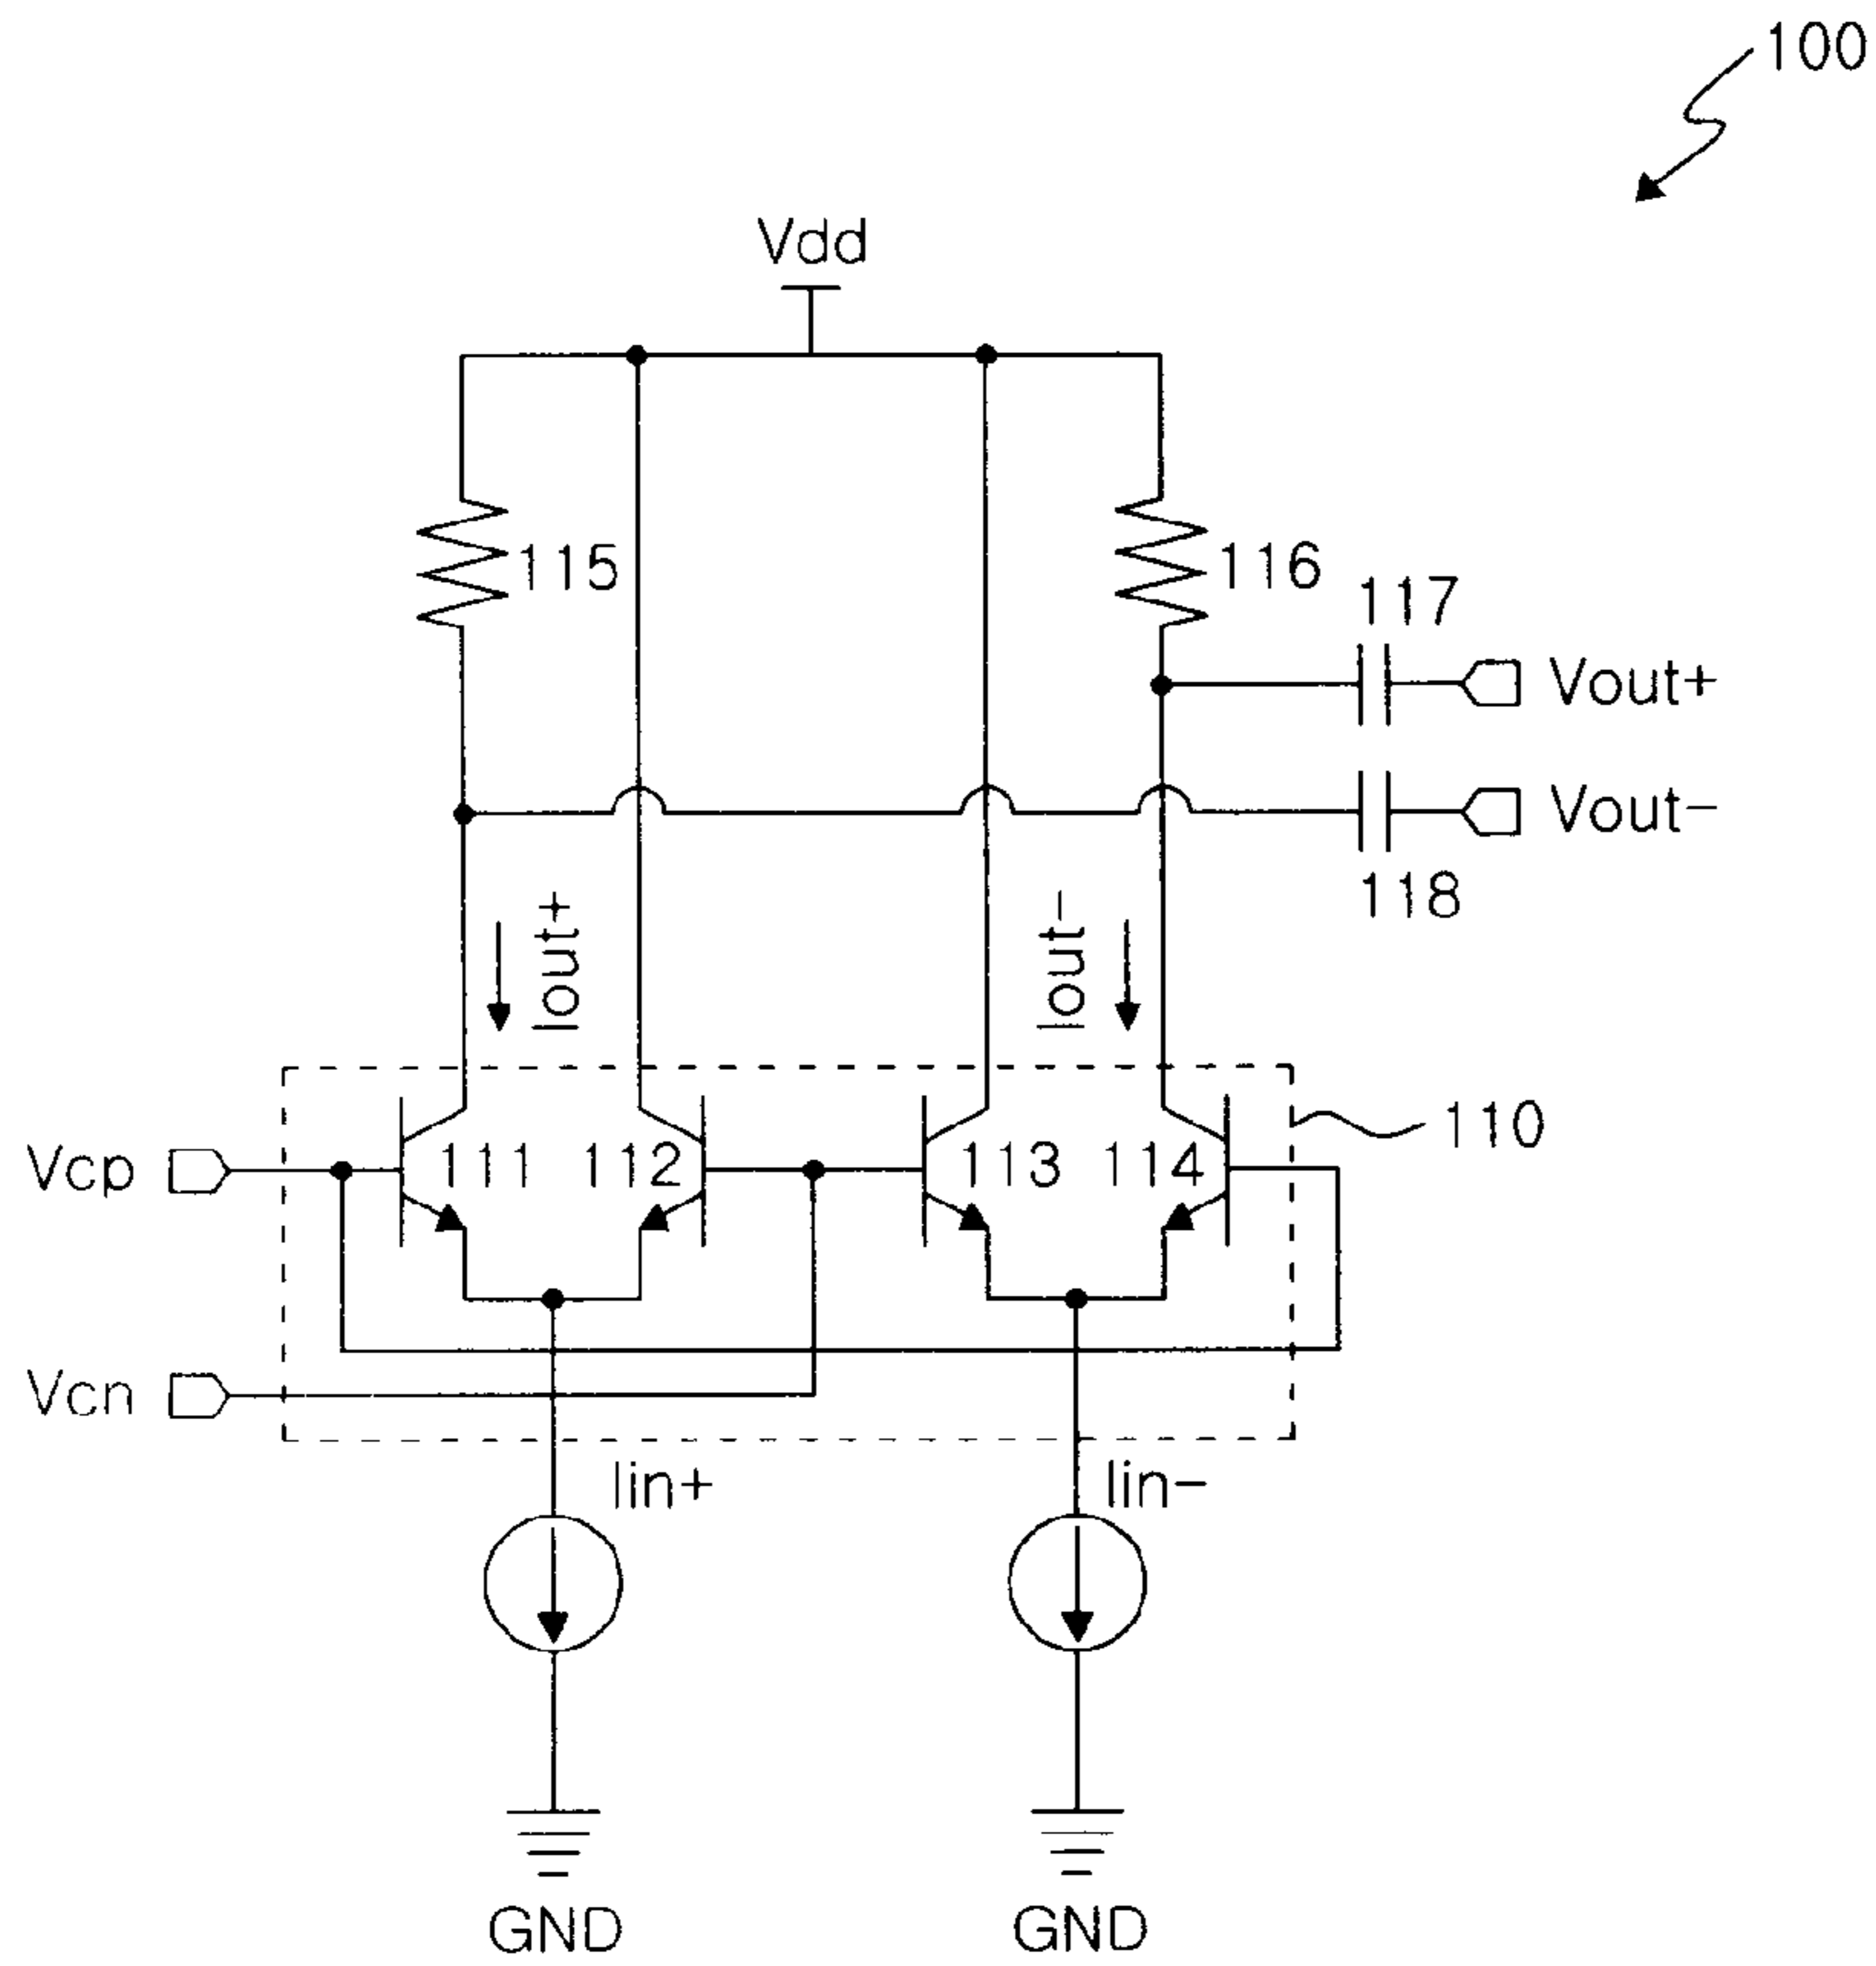 100
Vdd
115
116
117
Vout+
Vout-
118
Iout+
Iout-
110
Vcp
111
112
113
114
Vcn
Iin+
Iin-
GND
GND